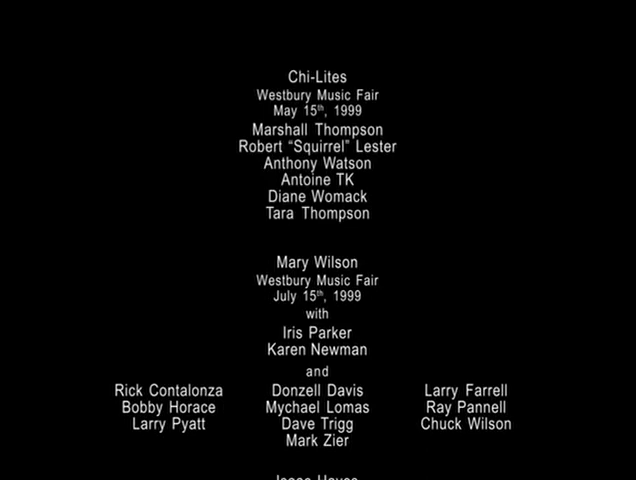 Chi-Lites
Westbury Music Fair
May 15th, 1999
Marshall Thompson
Robert “Squirrel” Lester
Anthony Watson
Antoine TK
Diane Womack
Tara Thompson
Mary Wilson
Westbury Music Fair
July 15th, 1999
with
Iris Parker
Karen Newman
and
Rick Contalonza Donzell Davis Larry Farrell
Bobby Horace Mychael Lomas Ray Pannell
Larry Pyatt Dave Trigg Chuck Wilson
Mark Zier
Isaac Hayes